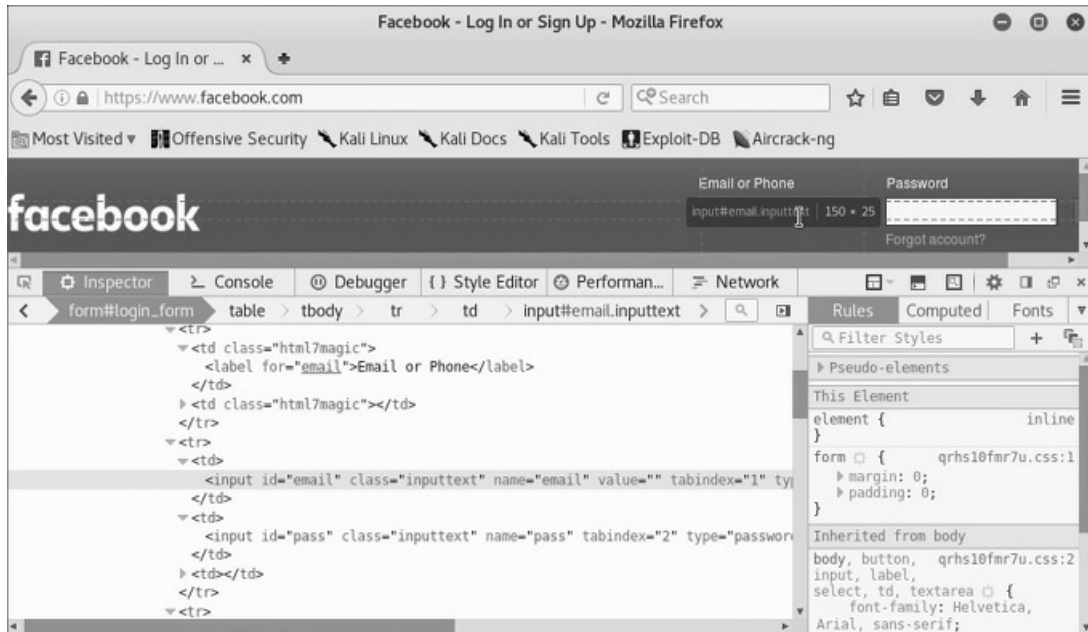 Facebook - Log In or Sign Up - Mozilla Firefox
Facebook - Log In or ...
https://www.facebook.com
Search
Most Visited
Offensive Security
Kali Linux
Kali Docs
Kali Tools
Exploit-DB
Aircrack-ng
facebook
Email or Phone
Password
input#email.inputtext | 150 × 25
Forgot account?
Inspector
Console
Debugger
{ } Style Editor
Performan...
Network
form#login_form
table
tbody
tr
td
input#email.inputtext
<tr>
<td class="html7magic">
<label for="email">Email or Phone</label>
</td>
<td class="html7magic"></td>
</tr>
<tr>
<td>
<input id="email" class="inputtext" name="email" value="" tabindex="1" ty
</td>
<td>
<input id="pass" class="inputtext" name="pass" tabindex="2" type="passwor
</td>
<td></td>
</tr>
<tr>
Rules
Computed
Fonts
Filter Styles
+
Pseudo-elements
This Element
element { inline
}
form { qrhs10fmr7u.css:1
margin: 0;
padding: 0;
}
Inherited from body
body, button, qrhs10fmr7u.css:2
input, label,
select, td, textarea {
font-family: Helvetica,
Arial, sans-serif;